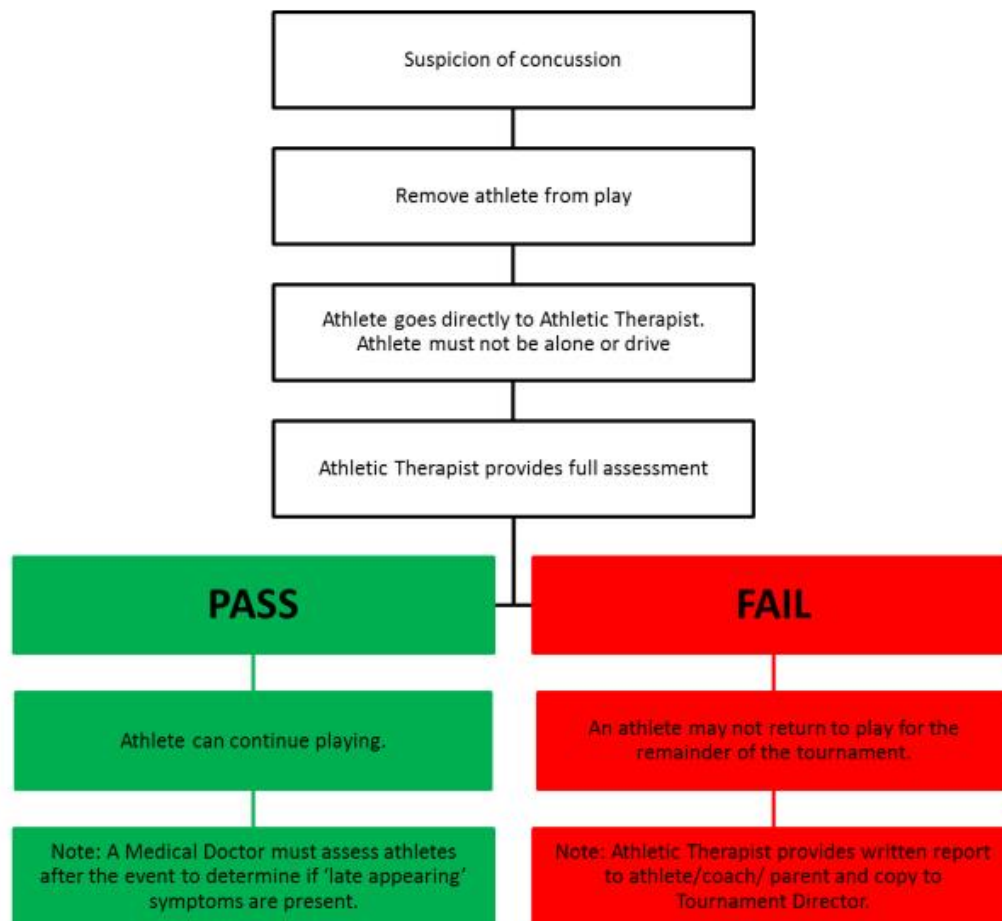 Suspicion of concussion
Remove athlete from play
Athlete goes directly to Athletic Therapist.
Athlete must not be alone or drive
Athletic Therapist provides full assessment
PASS
FAIL
Athlete can continue playing.
An athlete may not return to play for the
remainder of the tournament.
Note: A Medical Doctor must assess athletes
after the event to determine if ‘late appearing’
symptoms are present.
Note: Athletic Therapist provides written report
to athlete/coach/ parent and copy to
Tournament Director.